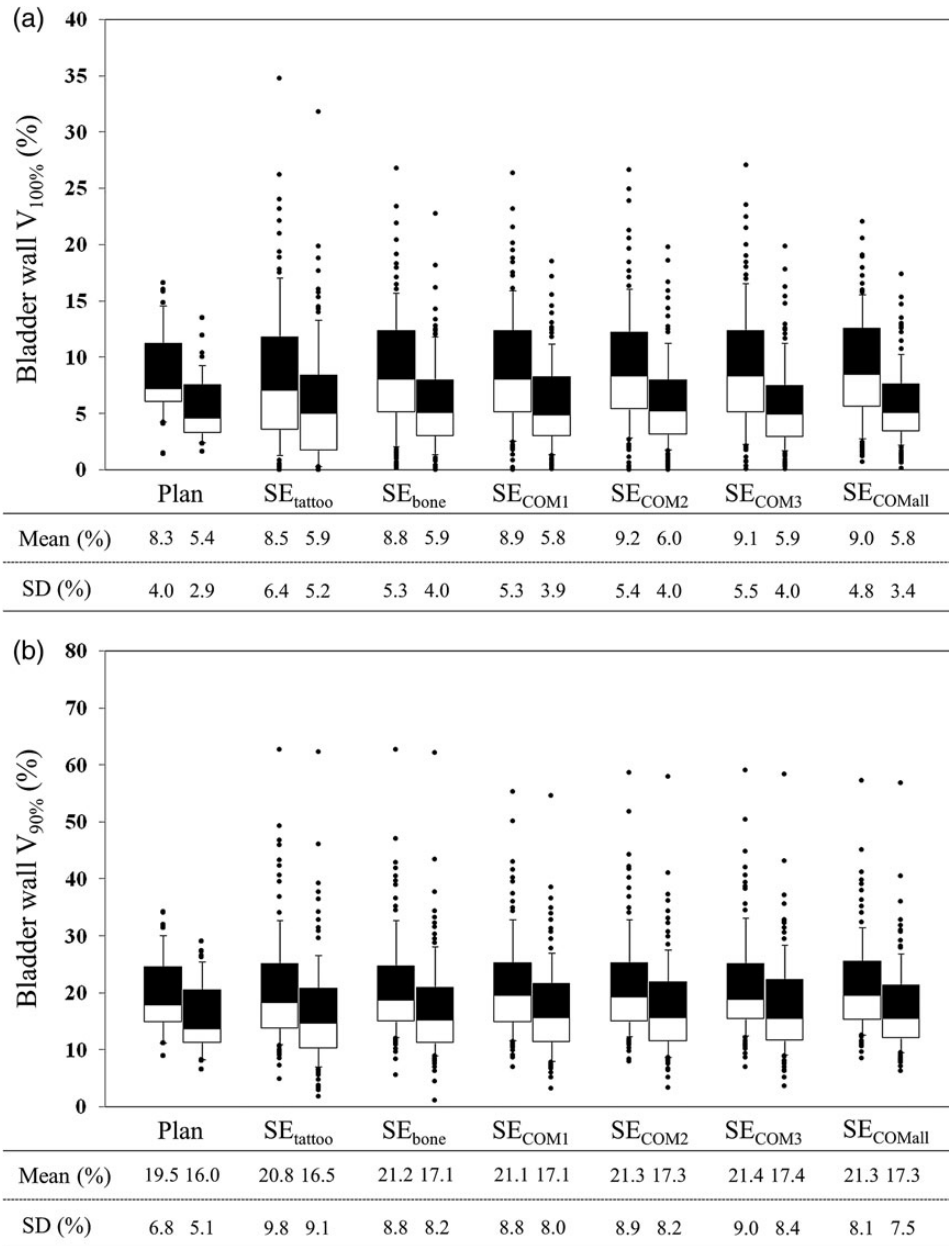 (a)
Bladder wall V100% (%)
40
35
30
25
20
15
10
5
0
Plan SEtattoo SEbone SECOM1 SECOM2 SECOM3 SECOMall
Mean (%) 8.3 5.4 8.5 5.9 8.8 5.9 8.9 5.8 9.2 6.0 9.1 5.9 9.0 5.8
SD (%) 4.0 2.9 6.4 5.2 5.3 4.0 5.3 3.9 5.4 4.0 5.5 4.0 4.8 3.4
(b)
Bladder wall V90% (%)
80
70
60
50
40
30
20
10
0
Plan SEtattoo SEbone SECOM1 SECOM2 SECOM3 SECOMall
Mean (%) 19.5 16.0 20.8 16.5 21.2 17.1 21.1 17.1 21.3 17.3 21.4 17.4 21.3 17.3
SD (%) 6.8 5.1 9.8 9.1 8.8 8.2 8.8 8.0 8.9 8.2 9.0 8.4 8.1 7.5